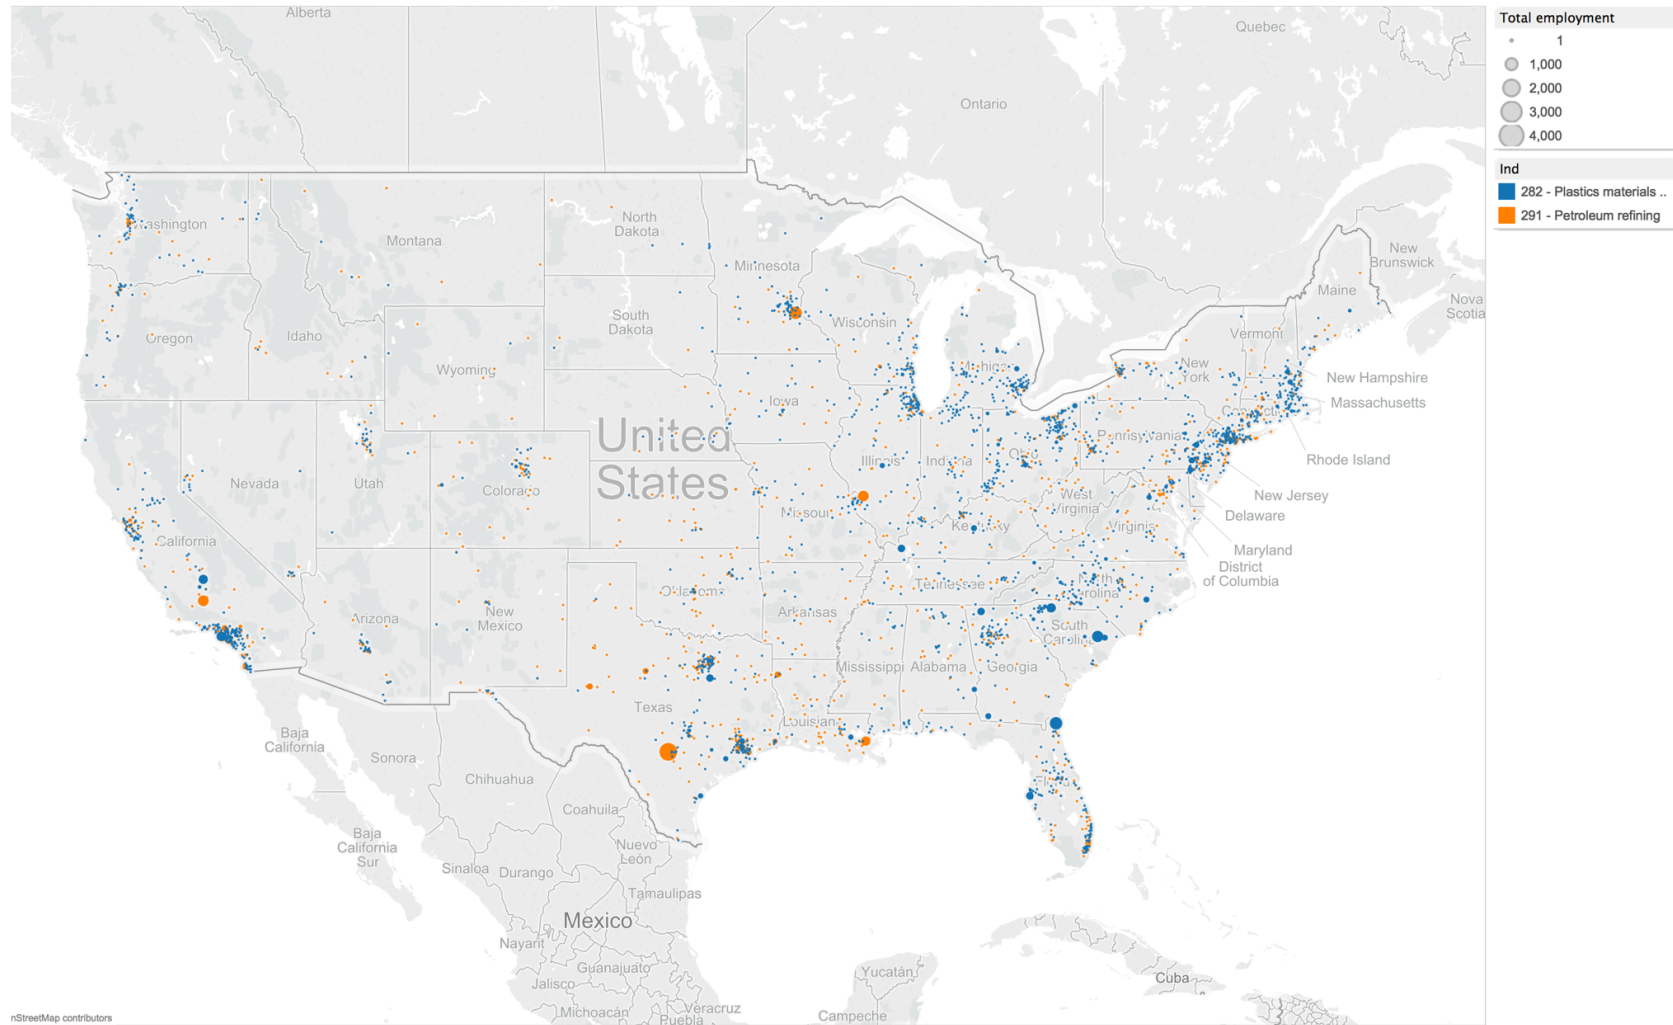 Alberta
Quebec
Ontario
Washington
Montana
North
Dakota
Minnesota
New
Brunswick
Maine
Nova
Scotia
Oregon
Idaho
South
Dakota
Wisconsin
Vermont
Wyoming
Michiga
New
York
New Hampshire
Massachusetts
Iowa
Connecticut
United
States
Pennsylvania
Rhode Island
Nevada
Utah
Colorado
Illinois
Indiana
Ohio
West
Virginia
New Jersey
Delaware
California
Missouri
Kentucky
Virginia
Maryland
District
of Columbia
Arizona
New
Mexico
Oklahoma
Arkansas
Tennessee
North
Carolina
South
Carolina
Mississippi
Alabama
Georgia
Texas
Louisiana
Florida
Baja
California
Sonora
Chihuahua
Coahuila
Baja
California
Sur
Nuevo
León
Sinaloa
Durango
Tamaulipas
Mexico
Nayarit
Guanajuato
Jalisco
Michoacán
Veracruz
Puebla
Yucatán
Campeche
Cuba
nStreetMap contributors
Total employment
1
1,000
2,000
3,000
4,000
Ind
282 - Plastics materials ..
291 - Petroleum refining